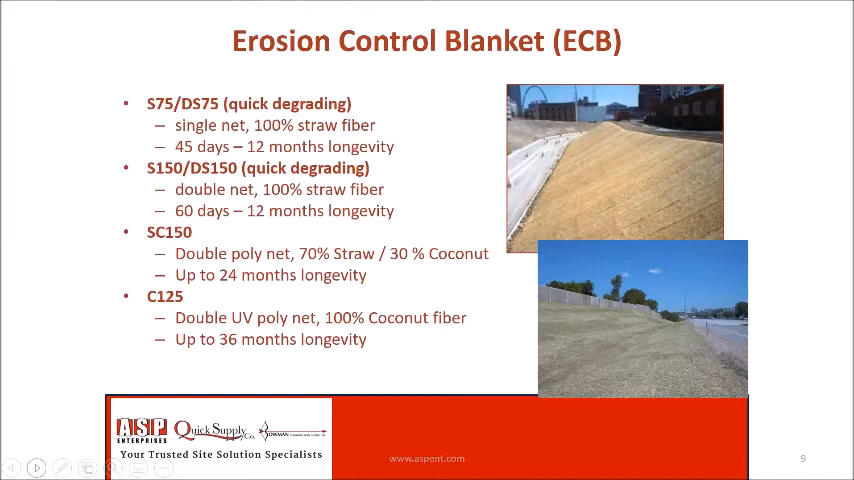 Erosion Control Blanket (ECB)
• S75/DS75 (quick degrading)
– single net, 100% straw fiber
– 45 days – 12 months longevity
• S150/DS150 (quick degrading)
– double net, 100% straw fiber
– 60 days – 12 months longevity
• SC150
– Double poly net, 70% Straw / 30 % Coconut
– Up to 24 months longevity
• C125
– Double UV poly net, 100% Coconut fiber
– Up to 36 months longevity
ASP
ENTERPRISES
Quick Supply Co.
Bowman
Your Trusted Site Solution Specialists
www.aspent.com
9